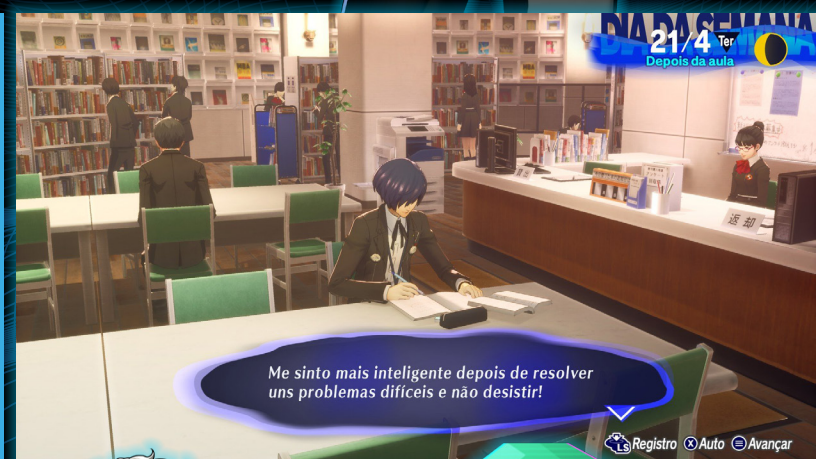 DIA DA SEMANA
21/4 Ter
Depois da aula
返却
Me sinto mais inteligente depois de resolver
uns problemas difíceis e não desistir!
LS Registro X Auto Avançar